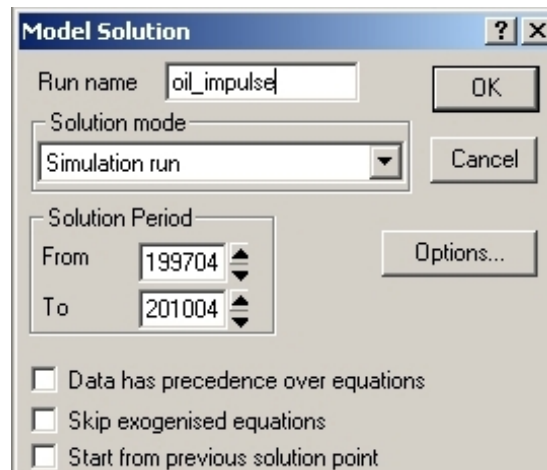 Model Solution
Run name oil_impulse OK
Solution mode
Simulation run Cancel
Solution Period
From 199704 Options...
To 201004
Data has precedence over equations
Skip exogenised equations
Start from previous solution point